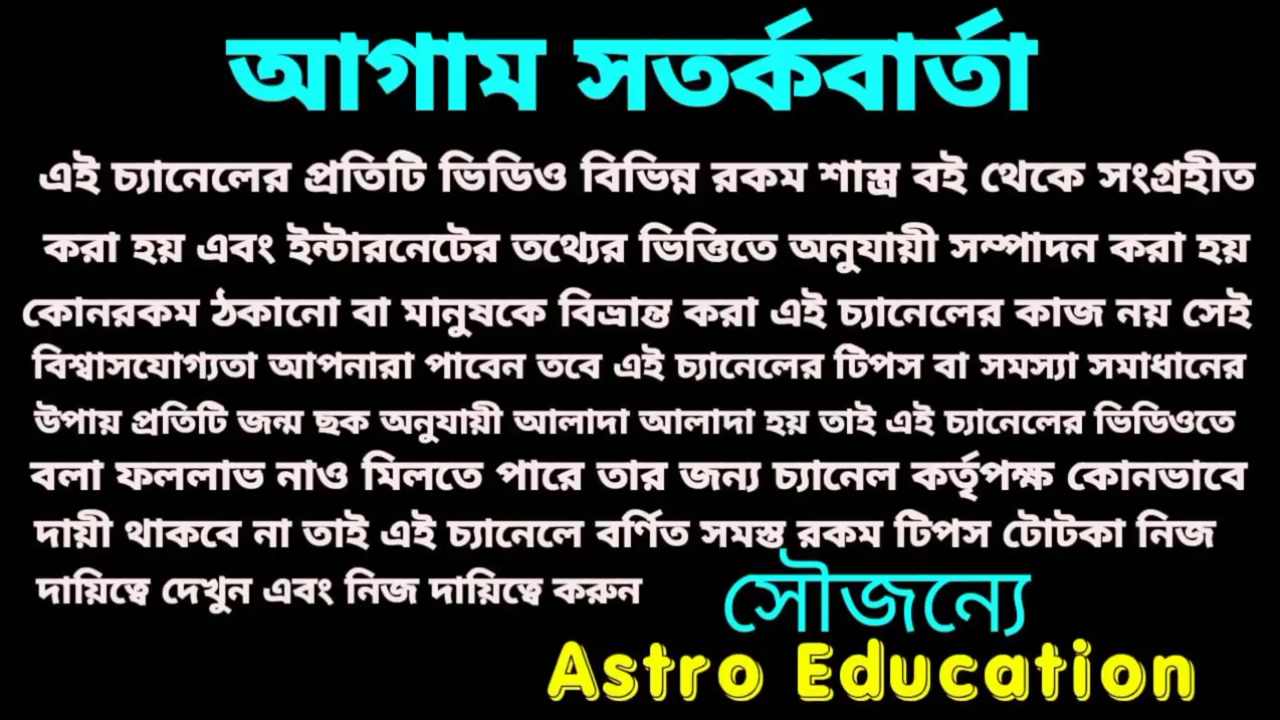 আগাম সতর্কবার্তা
এই চ্যানেলের প্রতিটি ভিডিও বিভিন্ন রকম শাস্ত্র বই থেকে সংগ্রহীত
করা হয় এবং ইন্টারনেটের তথ্যের ভিত্তিতে অনুযায়ী সম্পাদন করা হয়
কোনরকম ঠকানো বা মানুষকে বিভ্রান্ত করা এই চ্যানেলের কাজ নয় সেই
বিশ্বাসযোগ্যতা আপনারা পাবেন তবে এই চ্যানেলের টিপস বা সমস্যা সমাধানের
উপায় প্রতিটি জন্ম ছক অনুযায়ী আলাদা আলাদা হয় তাই এই চ্যানেলের ভিডিওতে
বলা ফললাভ নাও মিলতে পারে তার জন্য চ্যানেল কর্তৃপক্ষ কোনভাবে
দায়ী থাকবে না তাই এই চ্যানেলে বর্ণিত সমস্ত রকম টিপস টোটকা নিজ
দায়িত্বে দেখুন এবং নিজ দায়িত্বে করুন
সৌজন্যে
Astro Education